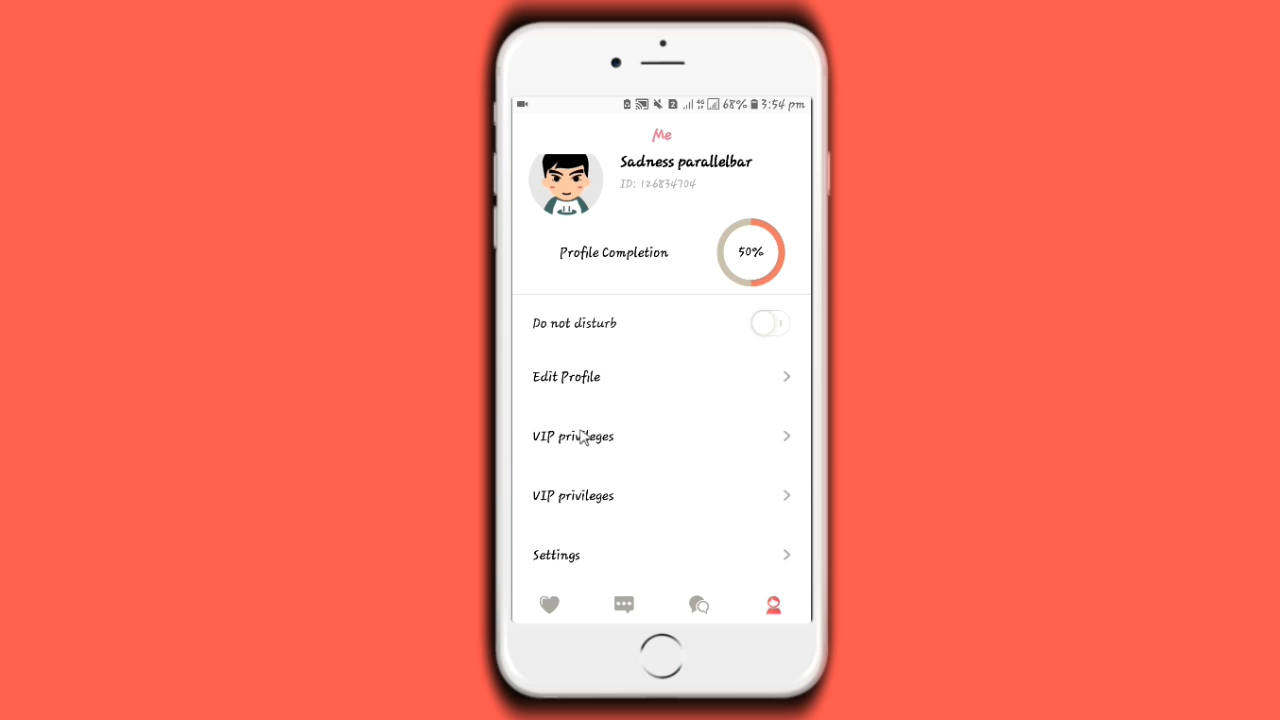 68% 3:54 pm
Me
Sadness parallelbar
ID: 126834704
Profile Completion
50%
Do not disturb
Edit Profile
VIP privileges
VIP privileges
Settings